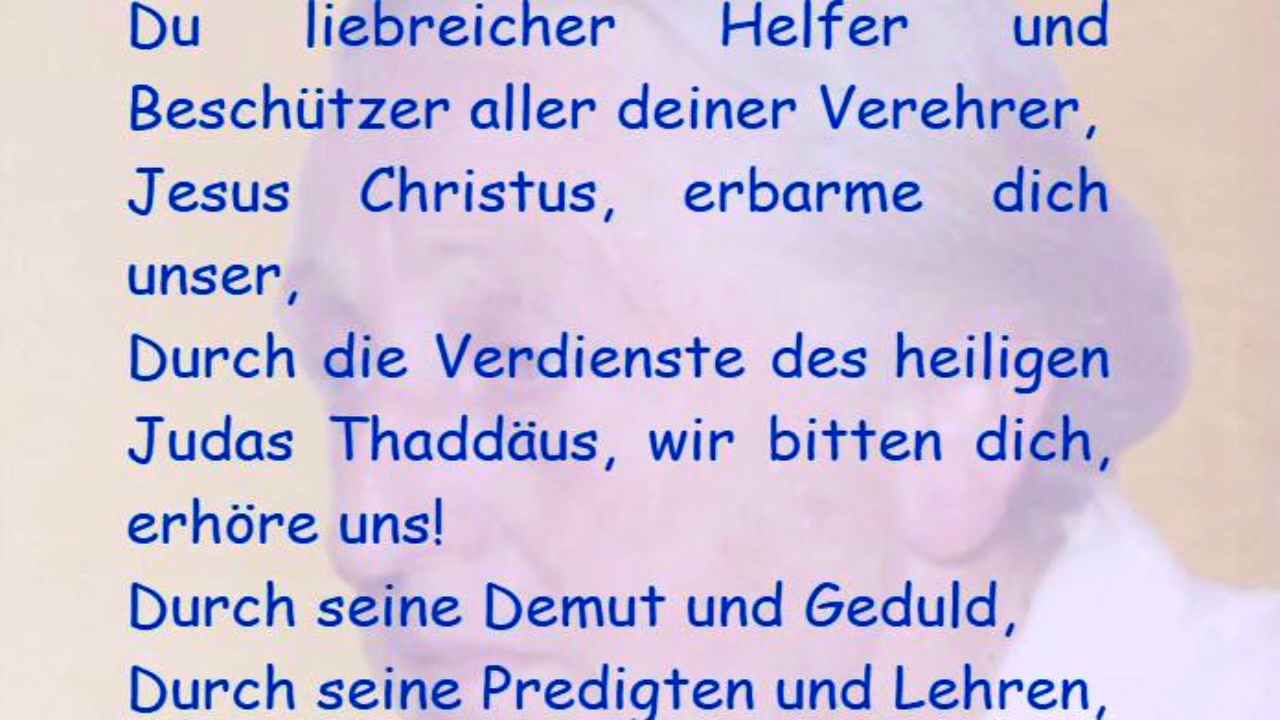 Du liebreicher Helfer und
Beschützer aller deiner Verehrer,
Jesus Christus, erbarme dich
unser,
Durch die Verdienste des heiligen
Judas Thaddäus, wir bitten dich,
erhöre uns!
Durch seine Demut und Geduld,
Durch seine Predigten und Lehren,